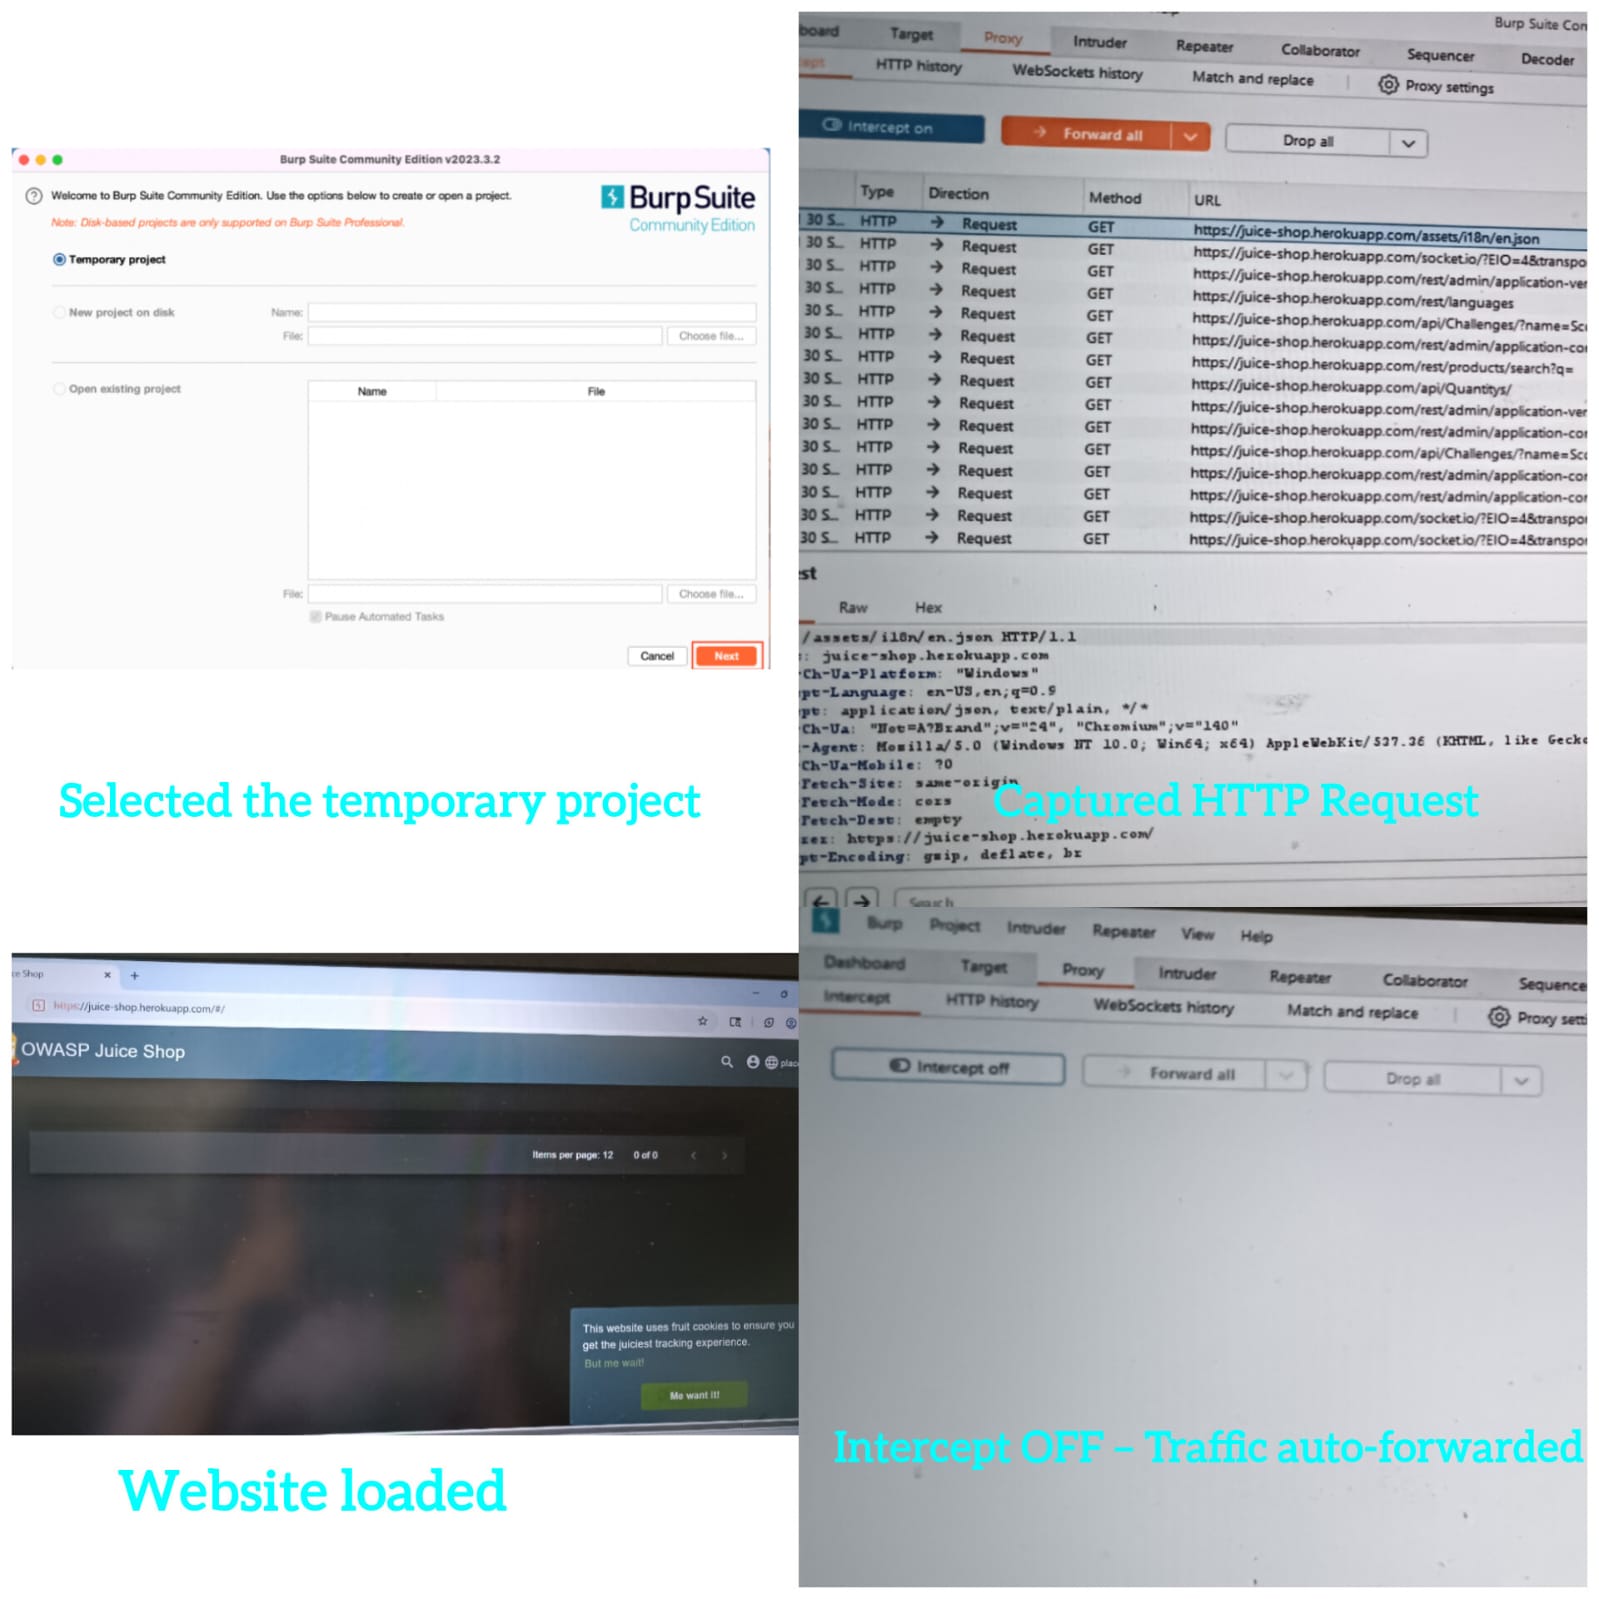 Burp Suite Community Edition v2023.3.2
Welcome to Burp Suite Community Edition. Use the options below to create or open a project.
Note: Disk-based projects are only supported on Burp Suite Professional.
Burp Suite
Community Edition
Temporary project
New project on disk
Name:
File:
Choose file...
Open existing project
Name File
File:
Choose file...
Pause Automated Tasks
Cancel Next
Selected the temporary project
Burp Suite Con
board Target Proxy Intruder Repeater Collaborator Sequencer Decoder
cept HTTP history WebSockets history Match and replace Proxy settings
Intercept on Forward all Drop all
Type Direction Method URL
30 S... HTTP → Request GET https://juice-shop.herokuapp.com/assets/i18n/en.json
30 S... HTTP → Request GET https://juice-shop.herokuapp.com/socket.io/?EIO=4&transpo
30 S... HTTP → Request GET https://juice-shop.herokuapp.com/rest/admin/application-ver
30 S... HTTP → Request GET https://juice-shop.herokuapp.com/rest/languages
30 S... HTTP → Request GET https://juice-shop.herokuapp.com/api/Challenges/?name=Sco
30 S... HTTP → Request GET https://juice-shop.herokuapp.com/rest/admin/application-con
30 S... HTTP → Request GET https://juice-shop.herokuapp.com/rest/products/search?q=
30 S... HTTP → Request GET https://juice-shop.herokuapp.com/api/Quantitys/
30 S... HTTP → Request GET https://juice-shop.herokuapp.com/rest/admin/application-ver
30 S... HTTP → Request GET https://juice-shop.herokuapp.com/rest/admin/application-con
30 S... HTTP → Request GET https://juice-shop.herokuapp.com/api/Challenges/?name=Sco
30 S... HTTP → Request GET https://juice-shop.herokuapp.com/rest/admin/application-con
30 S... HTTP → Request GET https://juice-shop.herokuapp.com/rest/admin/application-con
30 S... HTTP → Request GET https://juice-shop.herokuapp.com/socket.io/?EIO=4&transpo
30 S... HTTP → Request GET https://juice-shop.herokuapp.com/socket.io/?EIO=4&transpo
est
Raw Hex
/assets/i18n/en.json HTTP/1.1
: juice-shop.herokuapp.com
Ch-Ua-Platform: "Windows"
pt-Language: en-US,en;q=0.9
pt: application/json, text/plain, */*
Ch-Ua: "Not=A?Brand";v="24", "Chromium";v="140"
-Agent: Mozilla/5.0 (Windows NT 10.0; Win64; x64) AppleWebKit/537.36 (KHTML, like Gecko
Ch-Ua-Mobile: ?0
Fetch-Site: same-origin
Fetch-Mode: cors
Fetch-Dest: empty
rer: https://juice-shop.herokuapp.com/
pt-Encoding: gzip, deflate, br
Search
Captured HTTP Request
ce Shop
https://juice-shop.herokuapp.com/#/
OWASP Juice Shop
Items per page: 12 0 of 0
This website uses fruit cookies to ensure you
get the juiciest tracking experience.
But me wait!
Me want it!
Website loaded
Burp Project Intruder Repeater View Help
Dashboard Target Proxy Intruder Repeater Collaborator Sequence
Intercept HTTP history WebSockets history Match and replace Proxy setti
Intercept off Forward all Drop all
Intercept OFF – Traffic auto-forwarded